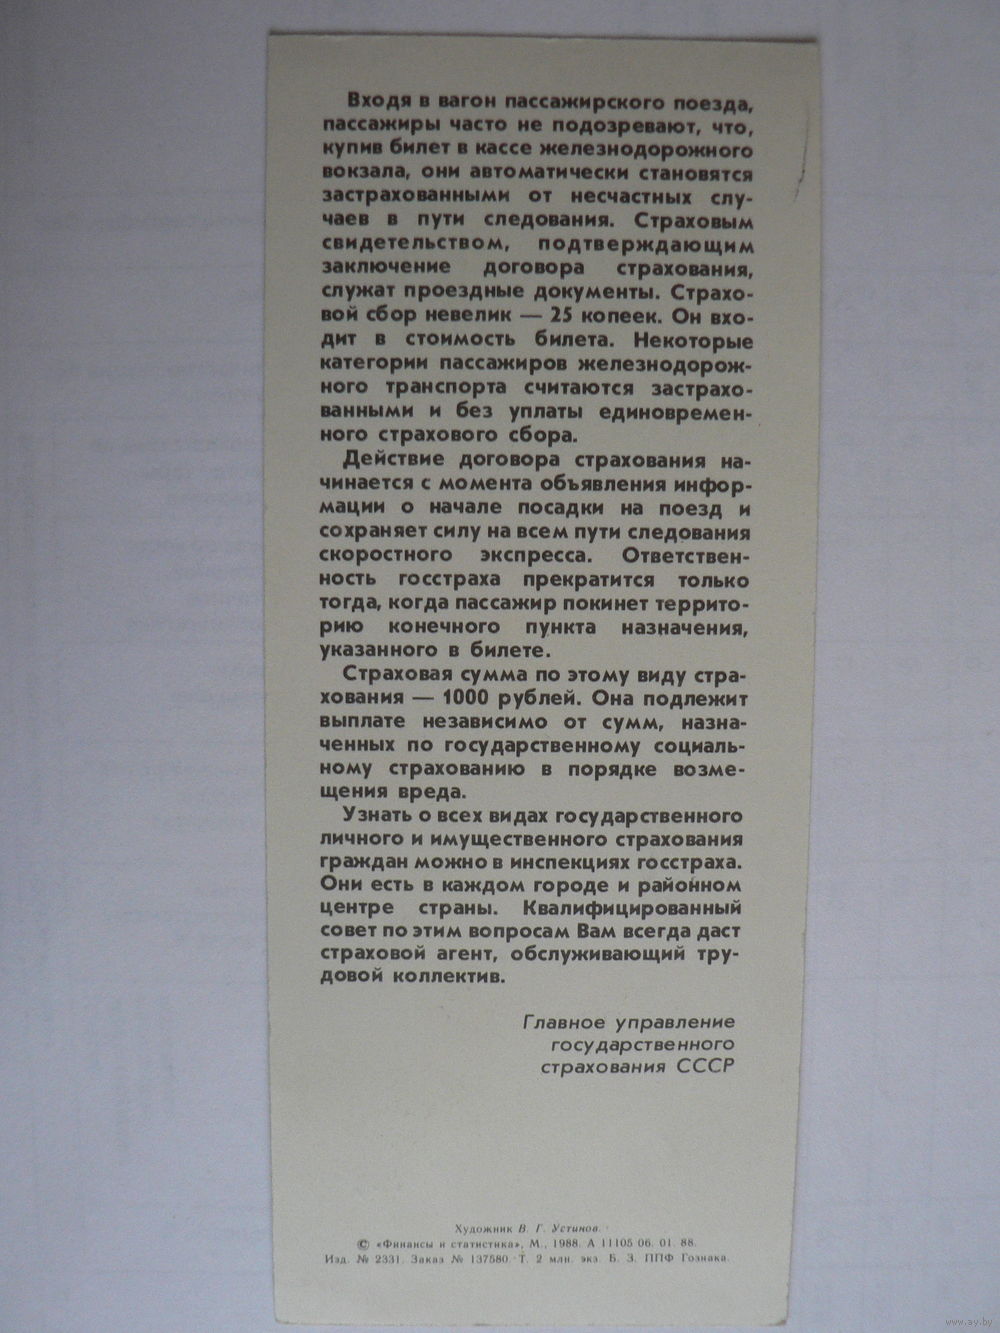 Входя в вагон пассажирского поезда,
пассажиры часто не подозревают, что,
купив билет в кассе железнодорожного
вокзала, они автоматически становятся
застрахованными от несчастных слу-
чаев в пути следования. Страховым
свидетельством, подтверждающим
заключение договора страхования,
служат проездные документы. Страхо-
вой сбор невелик — 25 копеек. Он вхо-
дит в стоимость билета. Некоторые
категории пассажиров железнодорож-
ного транспорта считаются застрахо-
ванными и без уплаты единовремен-
ного страхового сбора.
Действие договора страхования на-
чинается с момента объявления инфор-
мации о начале посадки на поезд и
сохраняет силу на всем пути следования
скоростного экспресса. Ответствен-
ность госстраха прекратится только
тогда, когда пассажир покинет террито-
рию конечного пункта назначения,
указанного в билете.
Страховая сумма по этому виду стра-
хования — 1000 рублей. Она подлежит
выплате независимо от сумм, назна-
ченных по государственному социаль-
ному страхованию в порядке возме-
щения вреда.
Узнать о всех видах государственного
личного и имущественного страхования
граждан можно в инспекциях госстраха.
Они есть в каждом городе и районном
центре страны. Квалифицированный
совет по этим вопросам Вам всегда даст
страховой агент, обслуживающий тру-
довой коллектив.
Главное управление
государственного
страхования СССР
Художник В. Г. Устинов.
© «Финансы и статистика», М., 1988. А 11105 06. 01. 88.
Изд. № 2331. Заказ № 137580. Т. 2 млн. экз. Б. З. ППФ Гознака.
www.ay.by